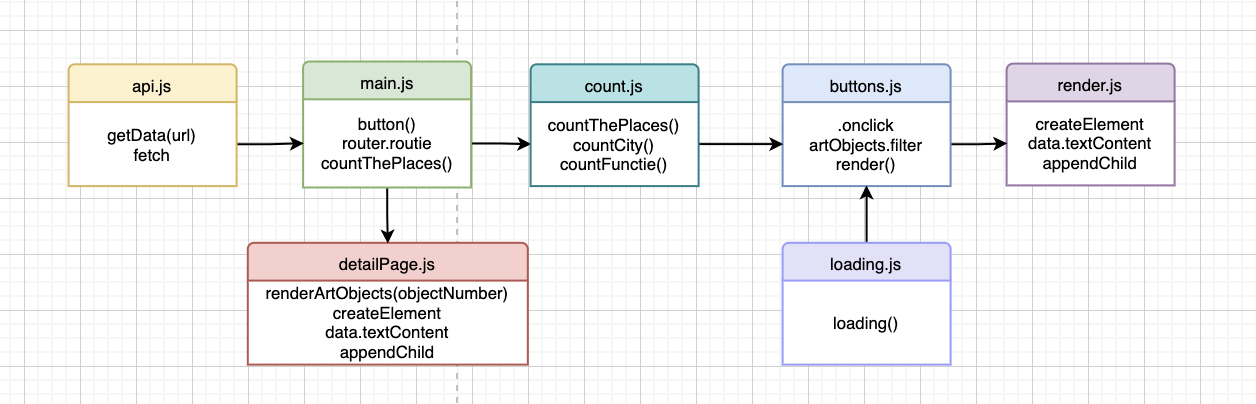 api.js
getData(url)
fetch
main.js
button()
router.routie
countThePlaces()
count.js
countThePlaces()
countCity()
countFunctie()
buttons.js
.onclick
artObjects.filter
render()
render.js
createElement
data.textContent
appendChild
detailPage.js
renderArtObjects(objectNumber)
createElement
data.textContent
appendChild
loading.js
loading()